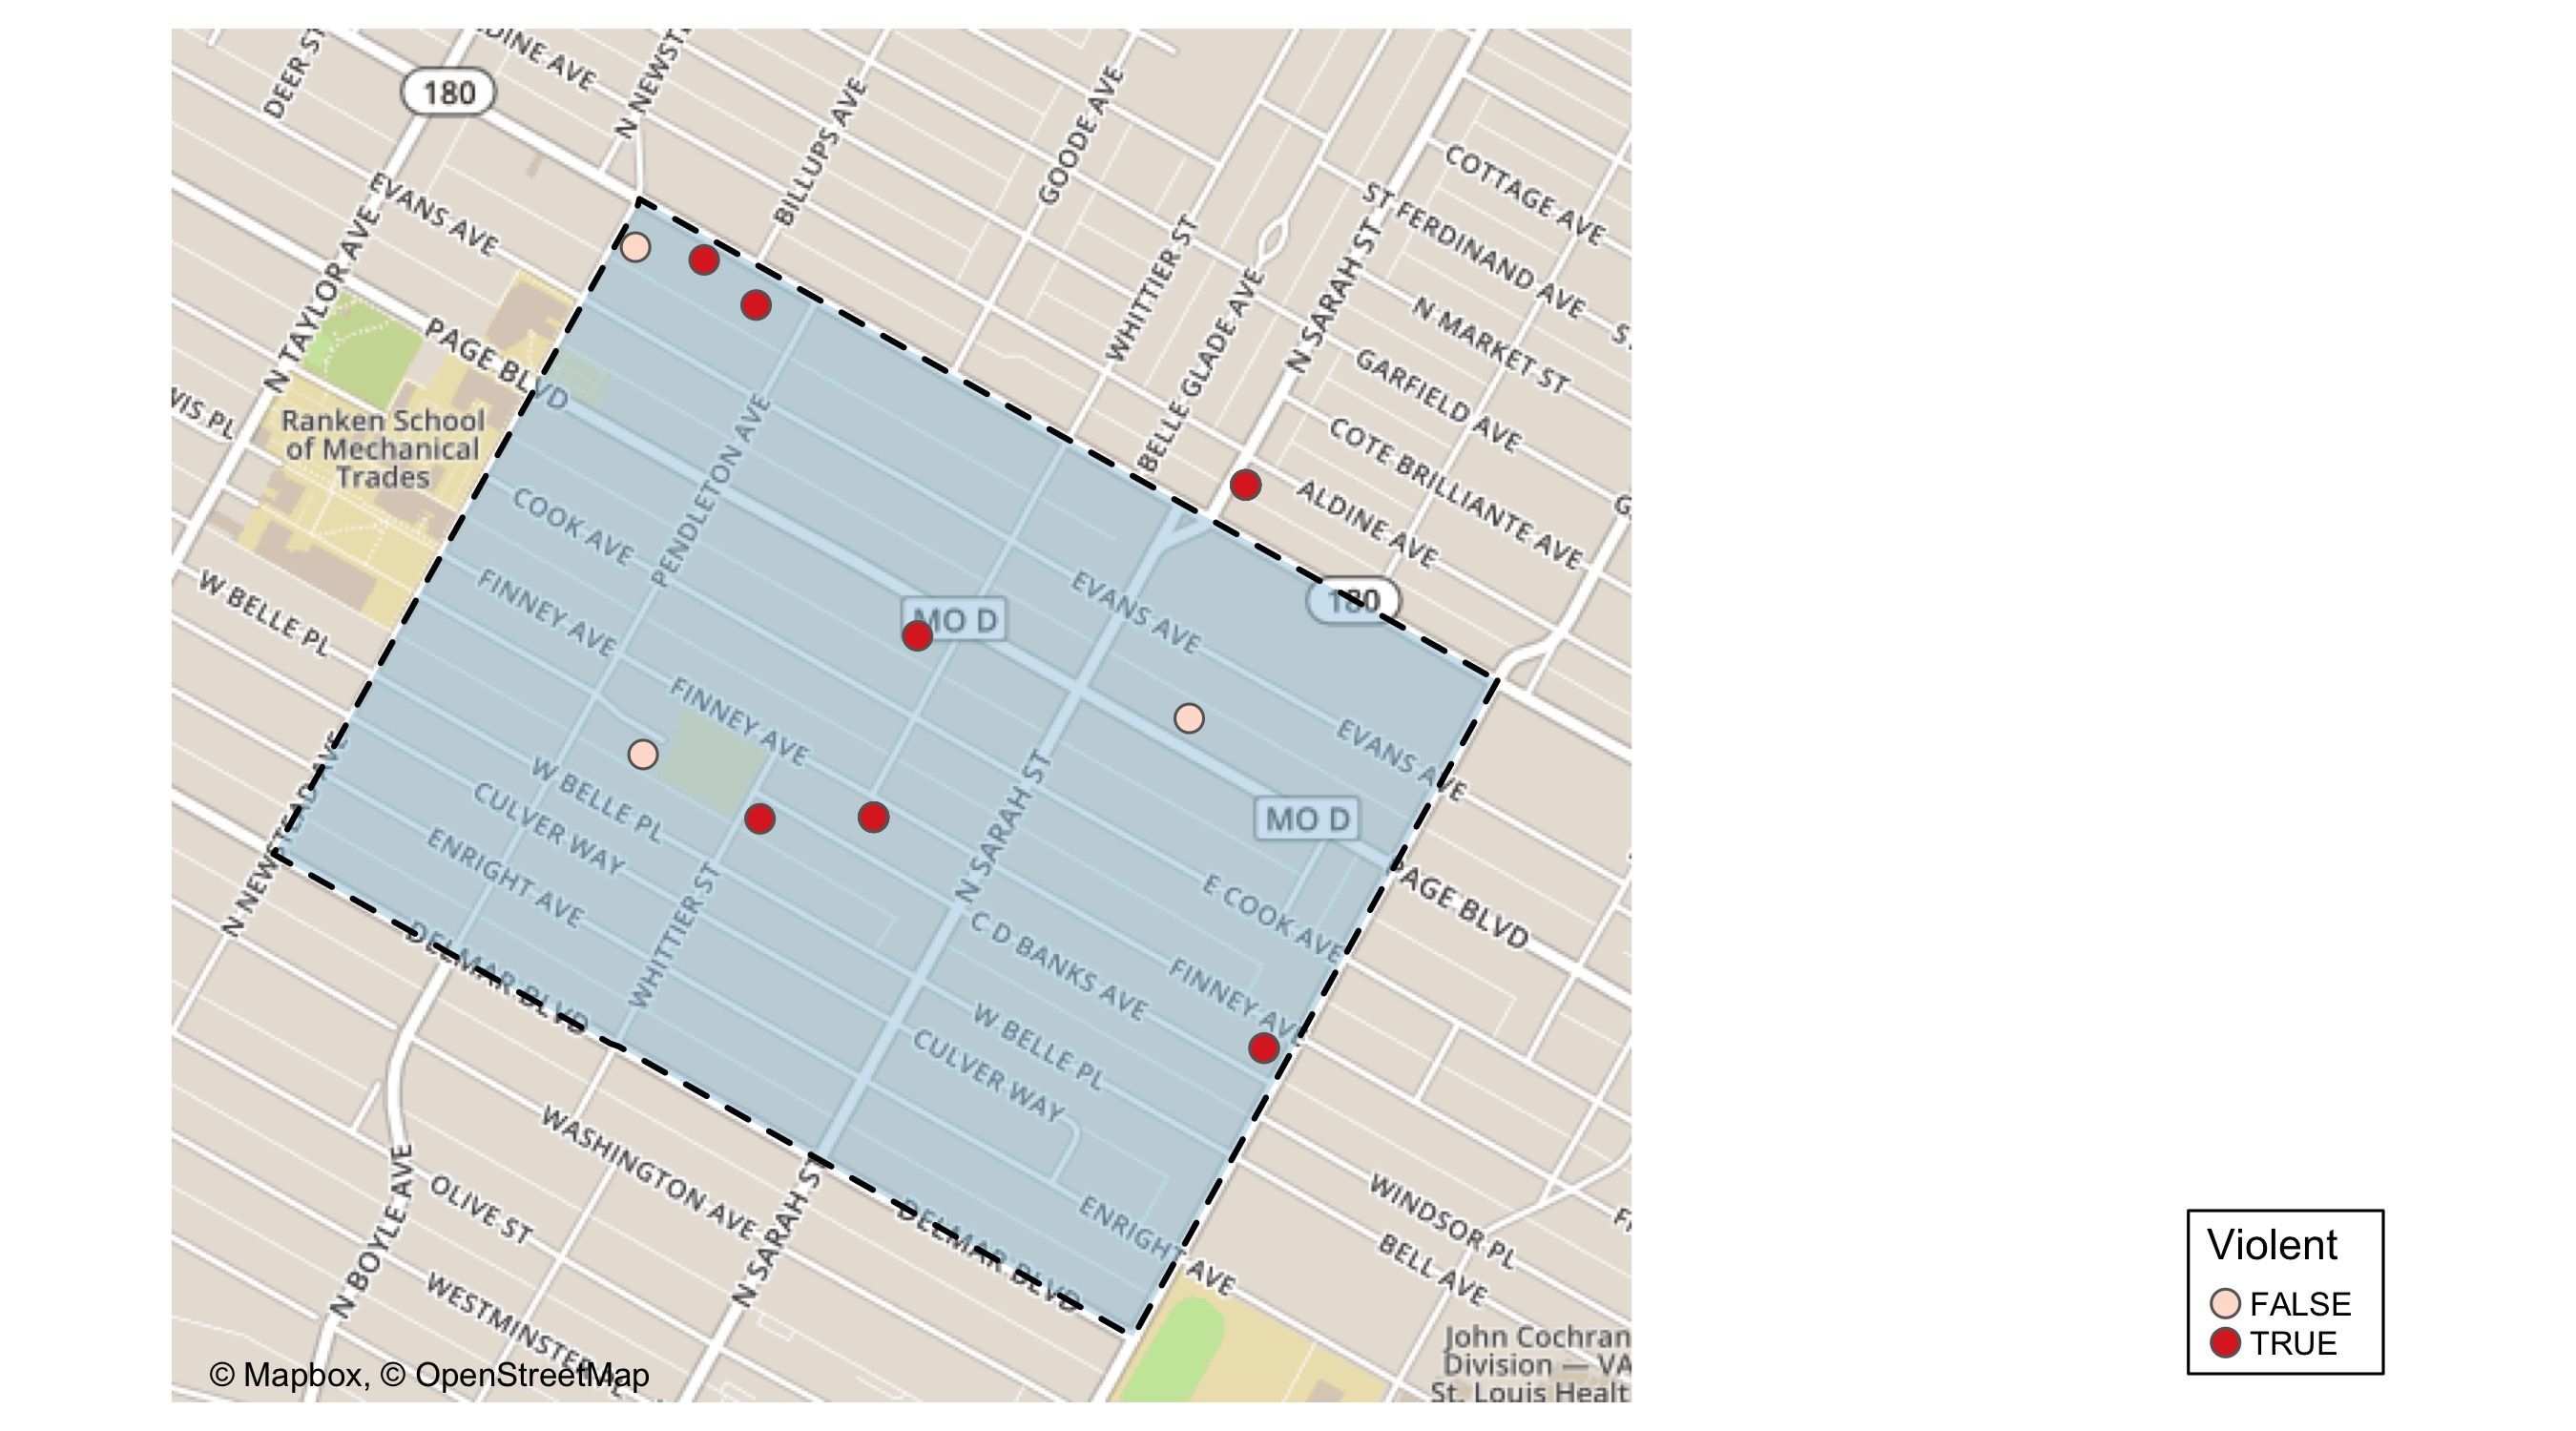 DEER ST
DINE AVE
N NEWST
180
BILLUPS AVE
GOODE AVE
COTTAGE AVE
ST FERDINAND AVE
EVANS AVE
WHITTIER ST
N SARAH ST
N MARKET ST
N TAYLOR AVE
BELLE GLADE AVE
GARFIELD AVE
PAGE BLVD
VIS PL
Ranken School
of Mechanical
Trades
PENDLETON AVE
COTE BRILLIANTE AVE
COOK AVE
ALDINE AVE
FINNEY AVE
W BELLE PL
EVANS AVE
180
MO D
FINNEY AVE
EVANS AVE
N SARAH ST
W BELLE PL
CULVER WAY
MO D
ENRIGHT AVE
N NEWSTEAD AVE
WHITTIER ST
E COOK AVE
PAGE BLVD
C D BANKS AVE
FINNEY AVE
DELMAR BLVD
W BELLE PL
CULVER WAY
WASHINGTON AVE
N BOYLE AVE
OLIVE ST
N SARAH ST
DELMAR BLVD
ENRIGHT AVE
WINDSOR PL
BELL AVE
WESTMINSTER PL
John Cochran
Division — VA
St. Louis Healt
© Mapbox, © OpenStreetMap
Violent
FALSE
TRUE